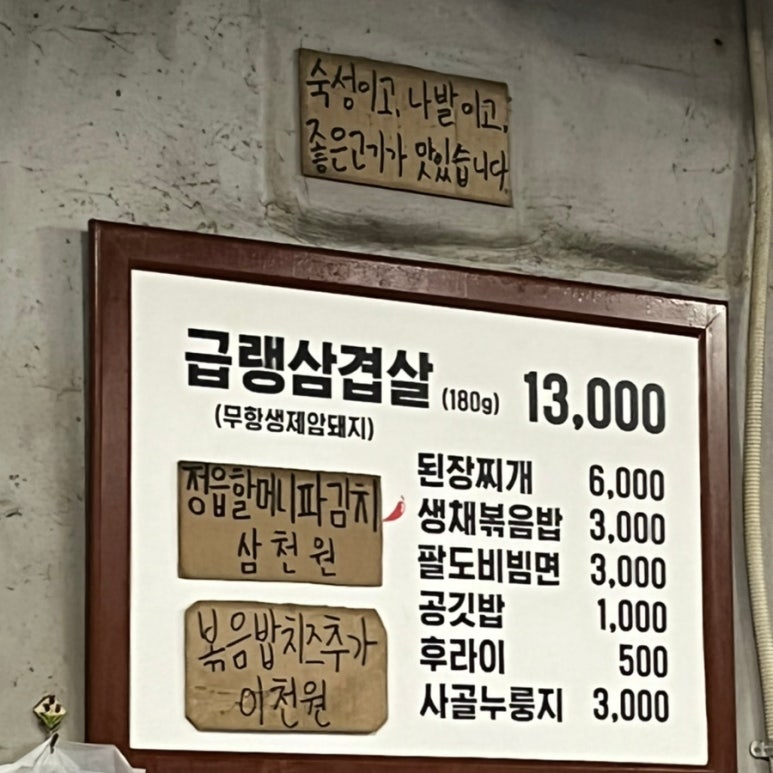 숙성이고, 나발이고,
좋은고기가 맛있습니다.
급랭삼겹살 (180g) 13,000
(무항생제암돼지)
정읍할머니파김치
삼천원
볶음밥치즈추가
이천원
된장찌개 6,000
생채볶음밥 3,000
팔도비빔면 3,000
공깃밥 1,000
후라이 500
사골누룽지 3,000